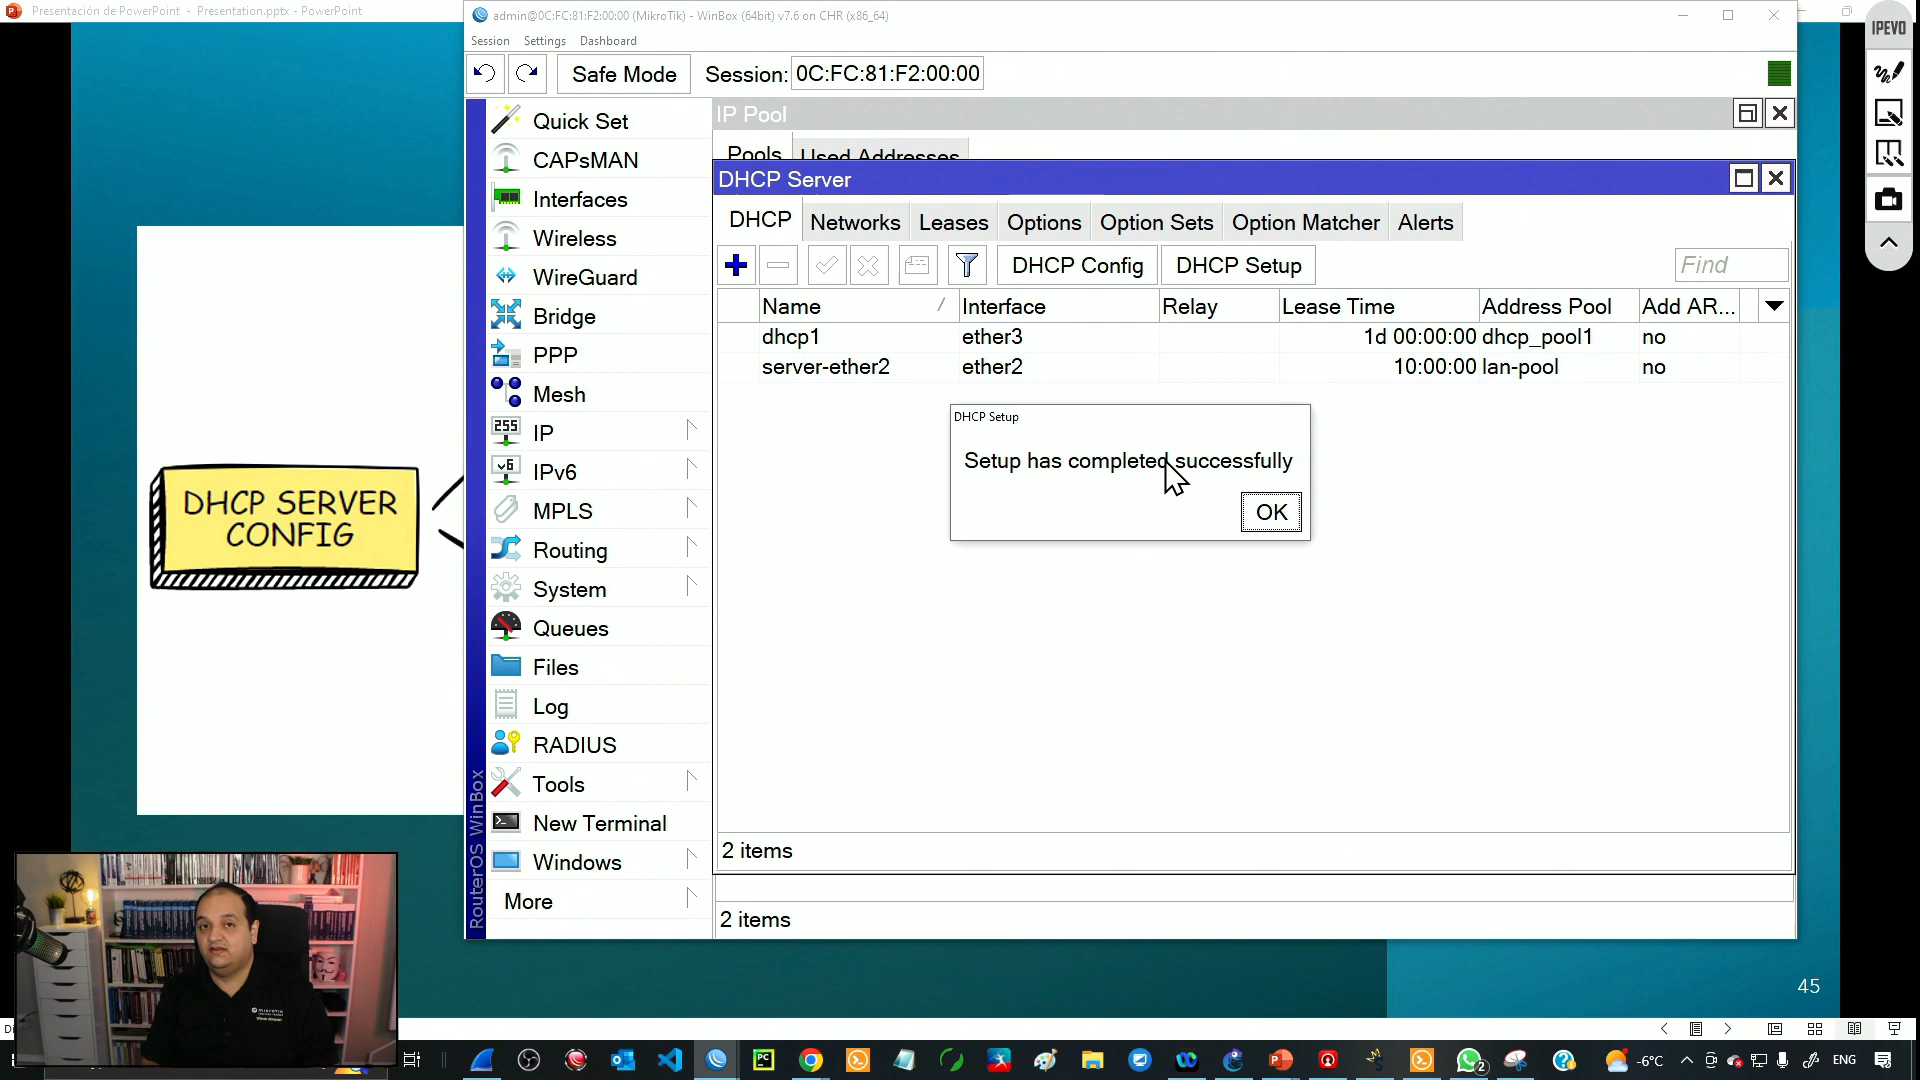 Presentación de PowerPoint - Presentation.pptx - PowerPoint
admin@0C:FC:81:F2:00:00 (MikroTik) - WinBox (64bit) v7.6 on CHR (x86_64)
IPEVO
Session Settings Dashboard
Safe Mode
Session: 0C:FC:81:F2:00:00
Quick Set
CAPsMAN
Interfaces
Wireless
WireGuard
Bridge
PPP
Mesh
255 IP
v6 IPv6
MPLS
Routing
System
Queues
Files
Log
RADIUS
Tools
New Terminal
Windows
More
RouterOS WinBox
IP Pool
Pools Used Addresses
DHCP Server
DHCP Networks Leases Options Option Sets Option Matcher Alerts
DHCP Config DHCP Setup Find
Name Interface Relay Lease Time Address Pool Add AR...
dhcp1 ether3 1d 00:00:00 dhcp_pool1 no
server-ether2 ether2 10:00:00 lan-pool no
DHCP Setup
Setup has completed successfully
OK
2 items
2 items
DHCP SERVER
CONFIG
45
-6°C
ENG
PC
2